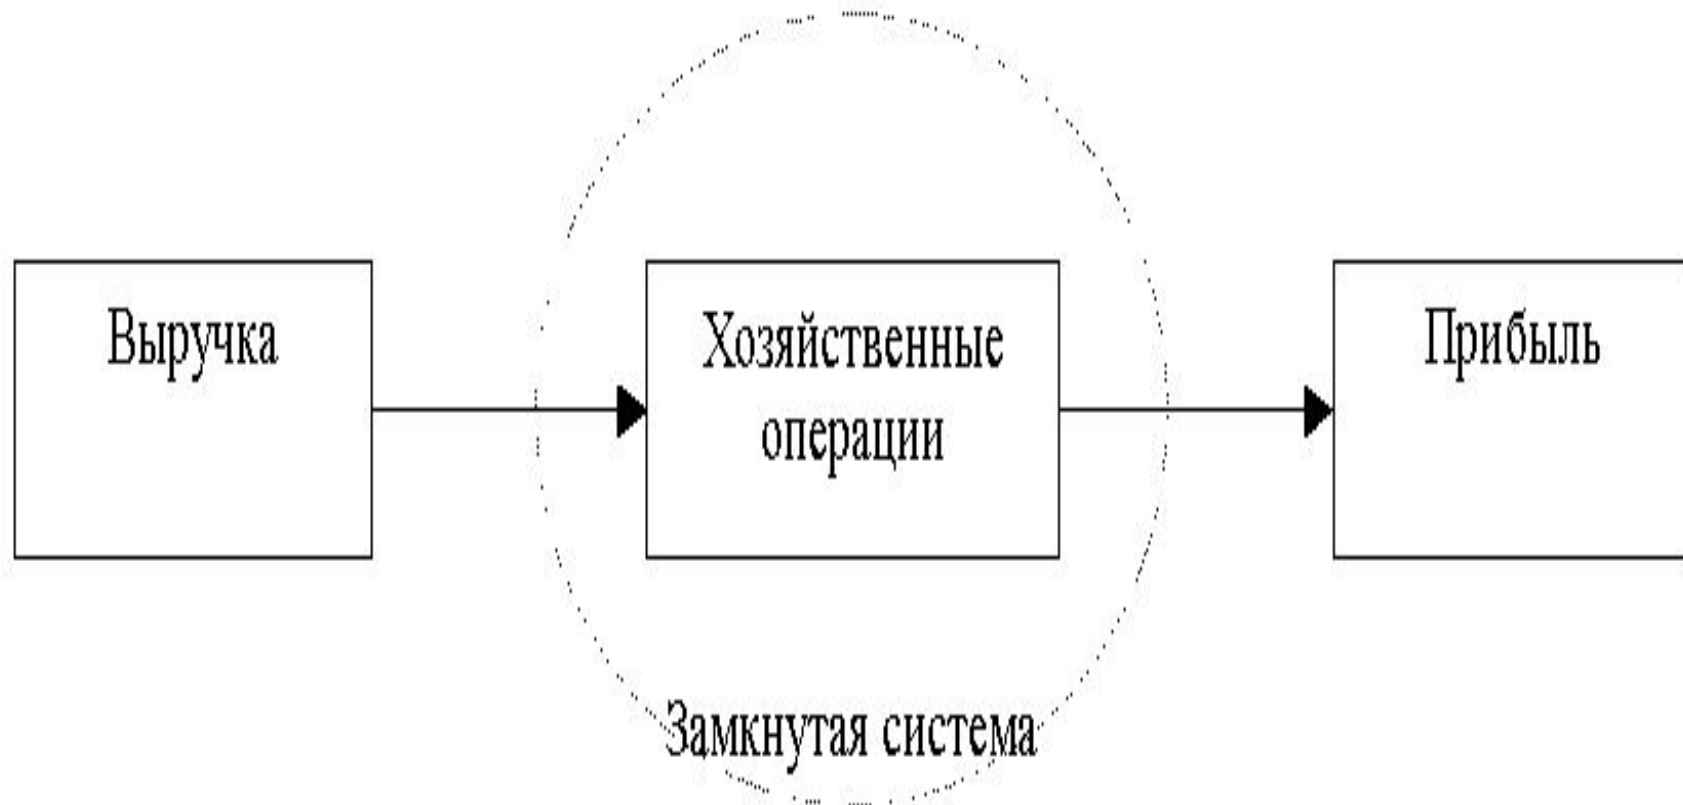 Выручка
Хозяйственные
операции
Прибыль
Замкнутая система